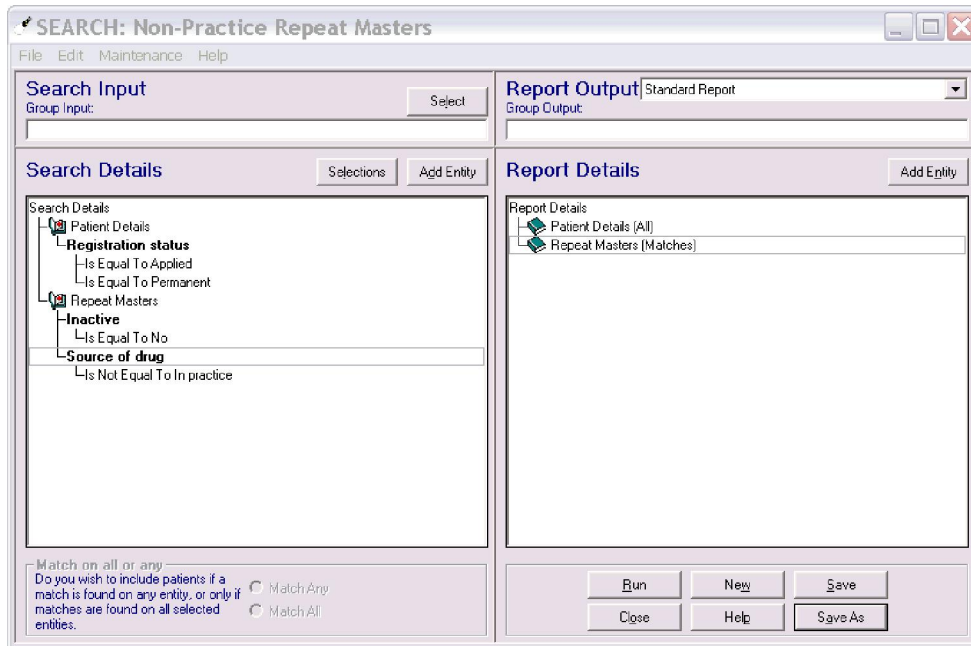 SEARCH: Non-Practice Repeat Masters
File Edit Maintenance Help
Search Input
Group Input:
Select
Report Output Standard Report
Group Output:
Search Details
Selections
Add Entity
Report Details
Add Entity
Search Details
Patient Details
Registration status
Is Equal To Applied
Is Equal To Permanent
Repeat Masters
Inactive
Is Equal To No
Source of drug
Is Not Equal To In practice
Report Details
Patient Details (All)
Repeat Masters (Matches)
Match on all or any
Do you wish to include patients if a
match is found on any entity, or only if
matches are found on all selected
entities.
Match Any
Match All
Run New Save
Close Help Save As